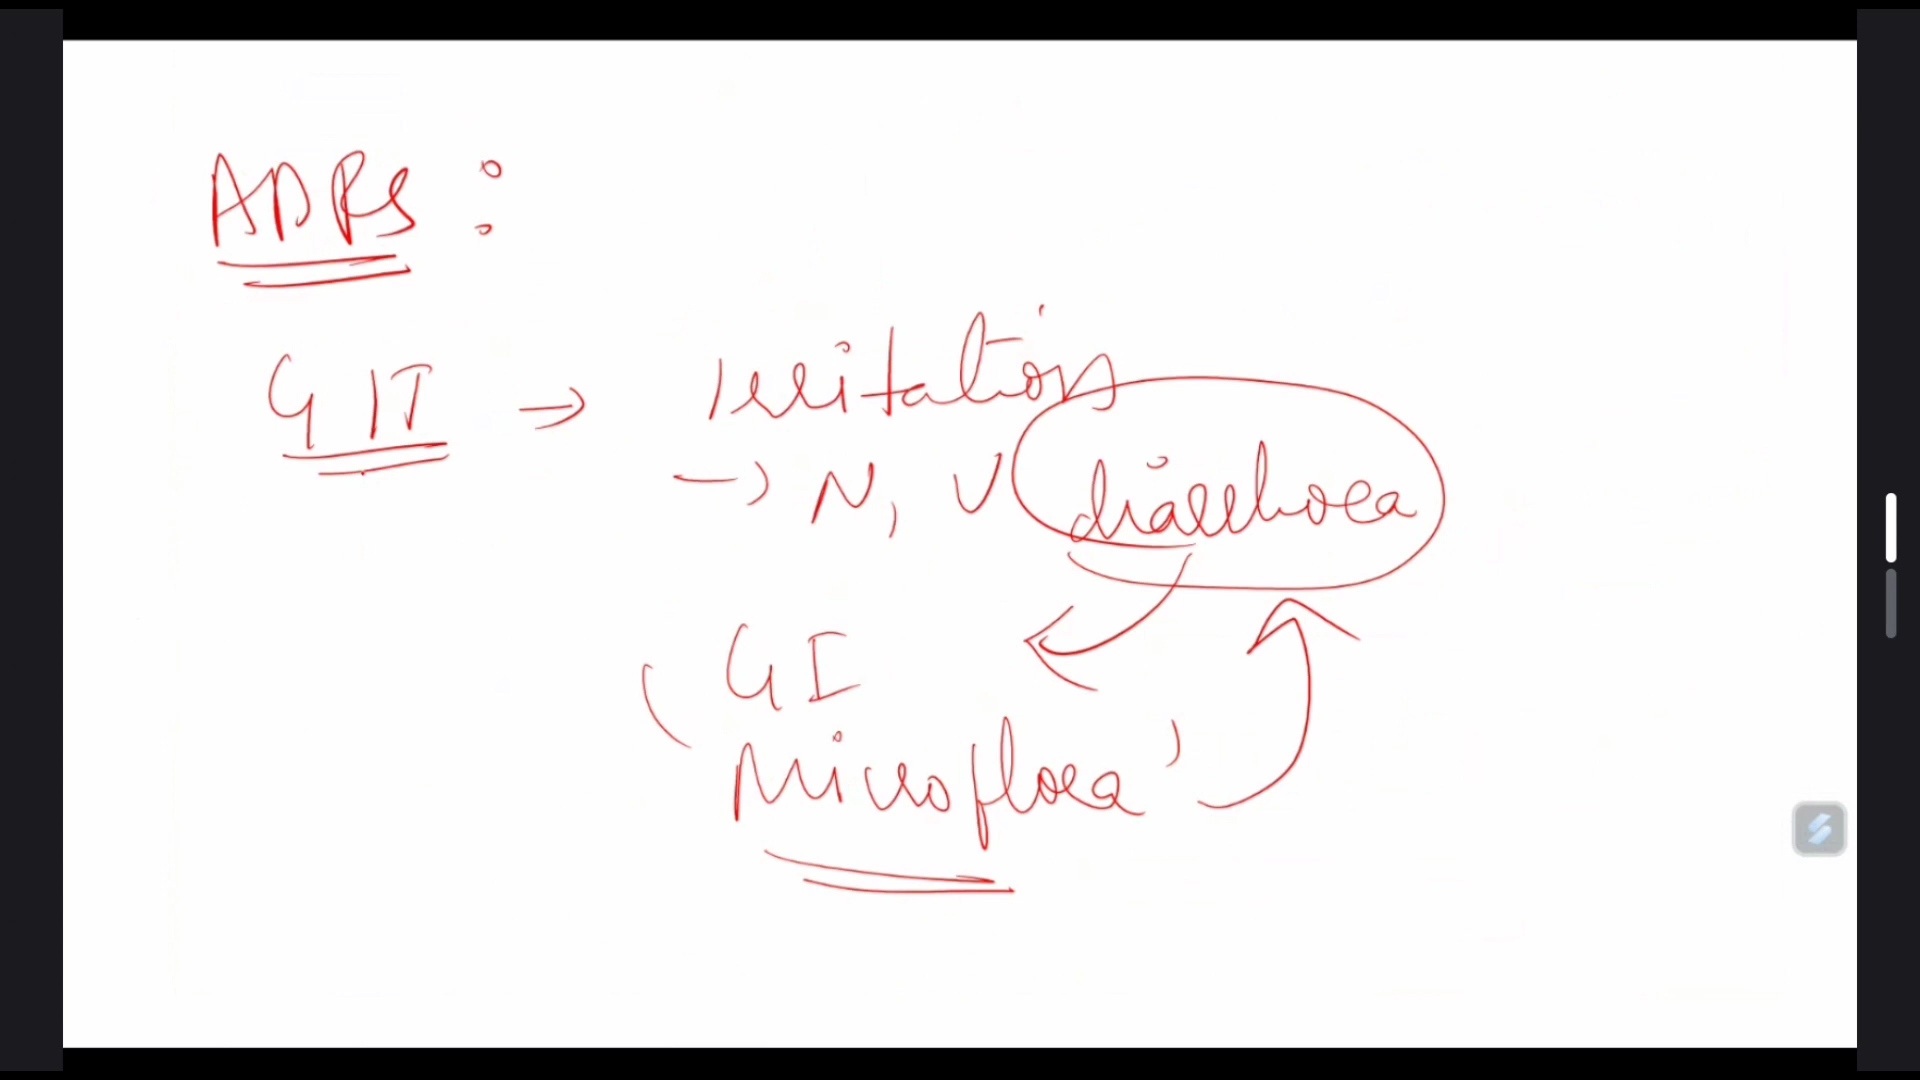 ADRs :
GIT → Irritation
→ N, V diarrhoea
( GI
Microflora )